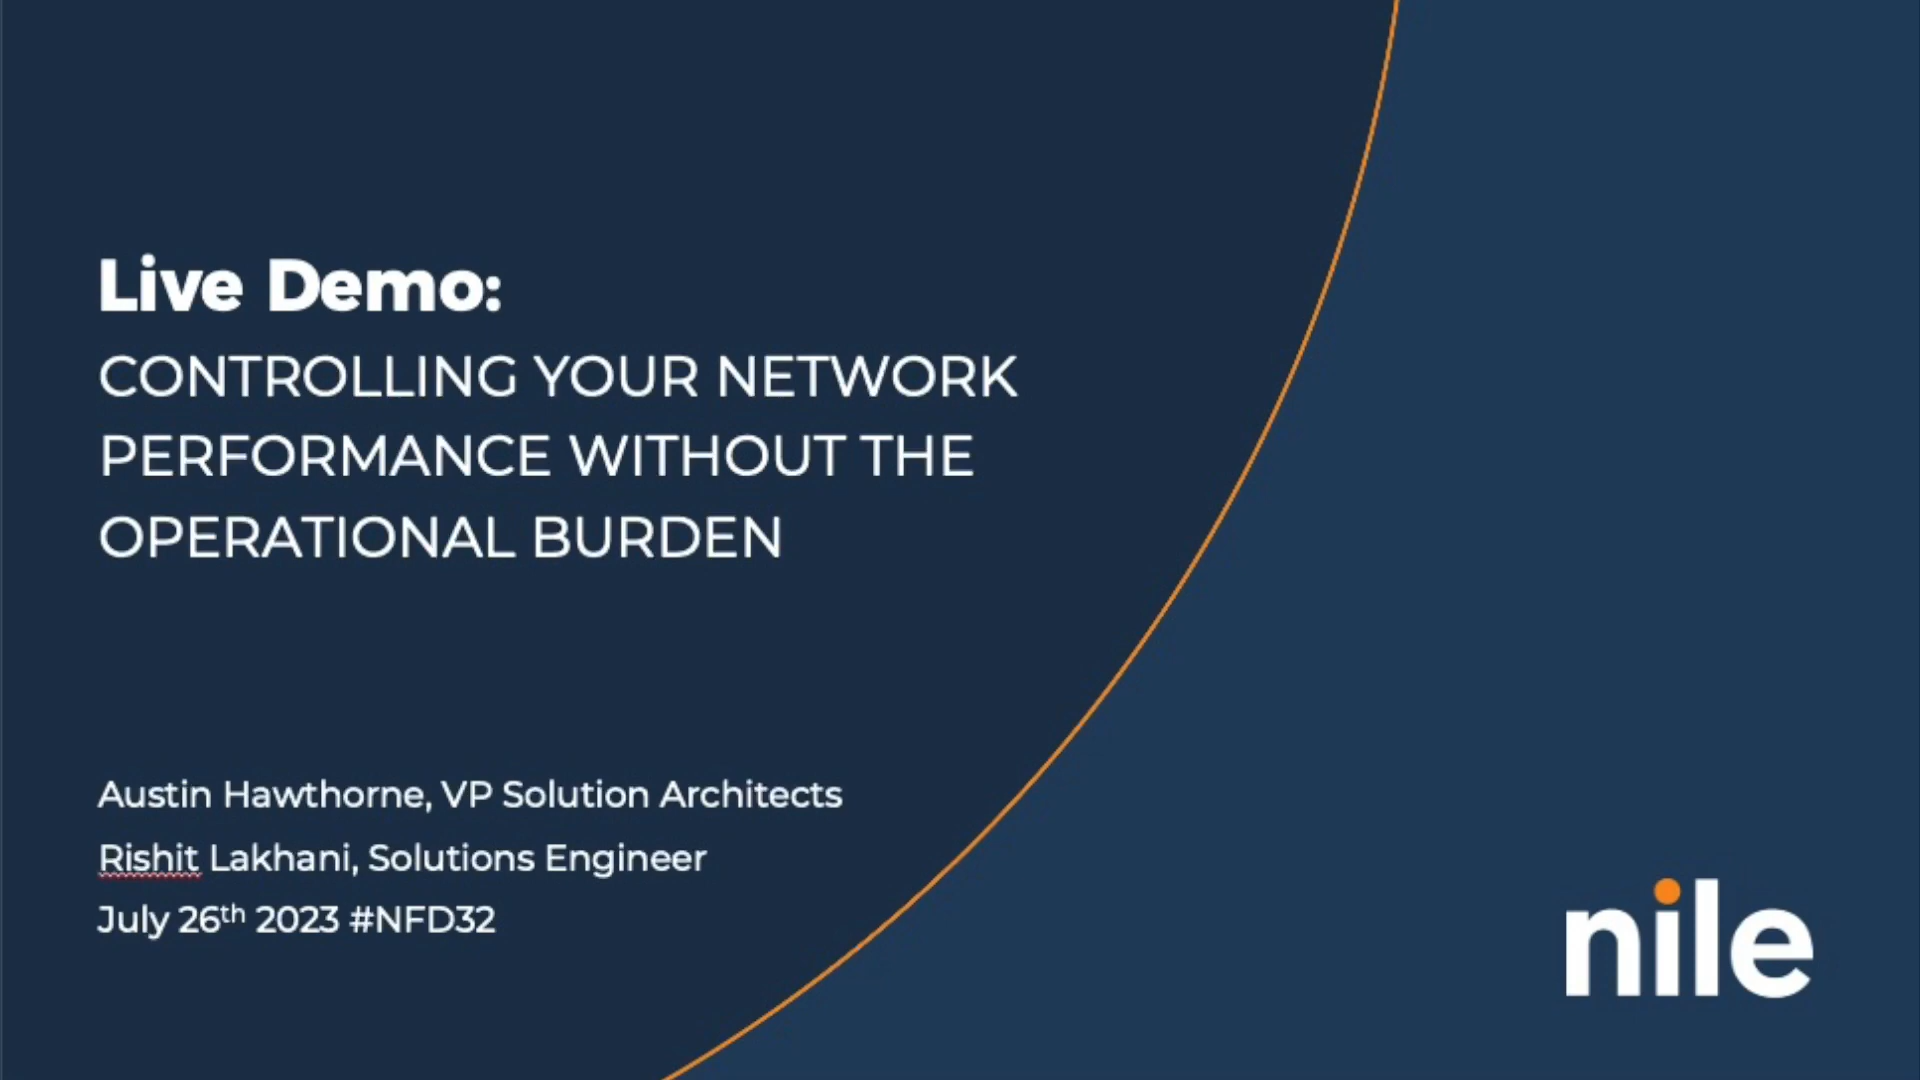 Live Demo:
CONTROLLING YOUR NETWORK
PERFORMANCE WITHOUT THE
OPERATIONAL BURDEN
Austin Hawthorne, VP Solution Architects
Rishit Lakhani, Solutions Engineer
July 26th 2023 #NFD32
nile